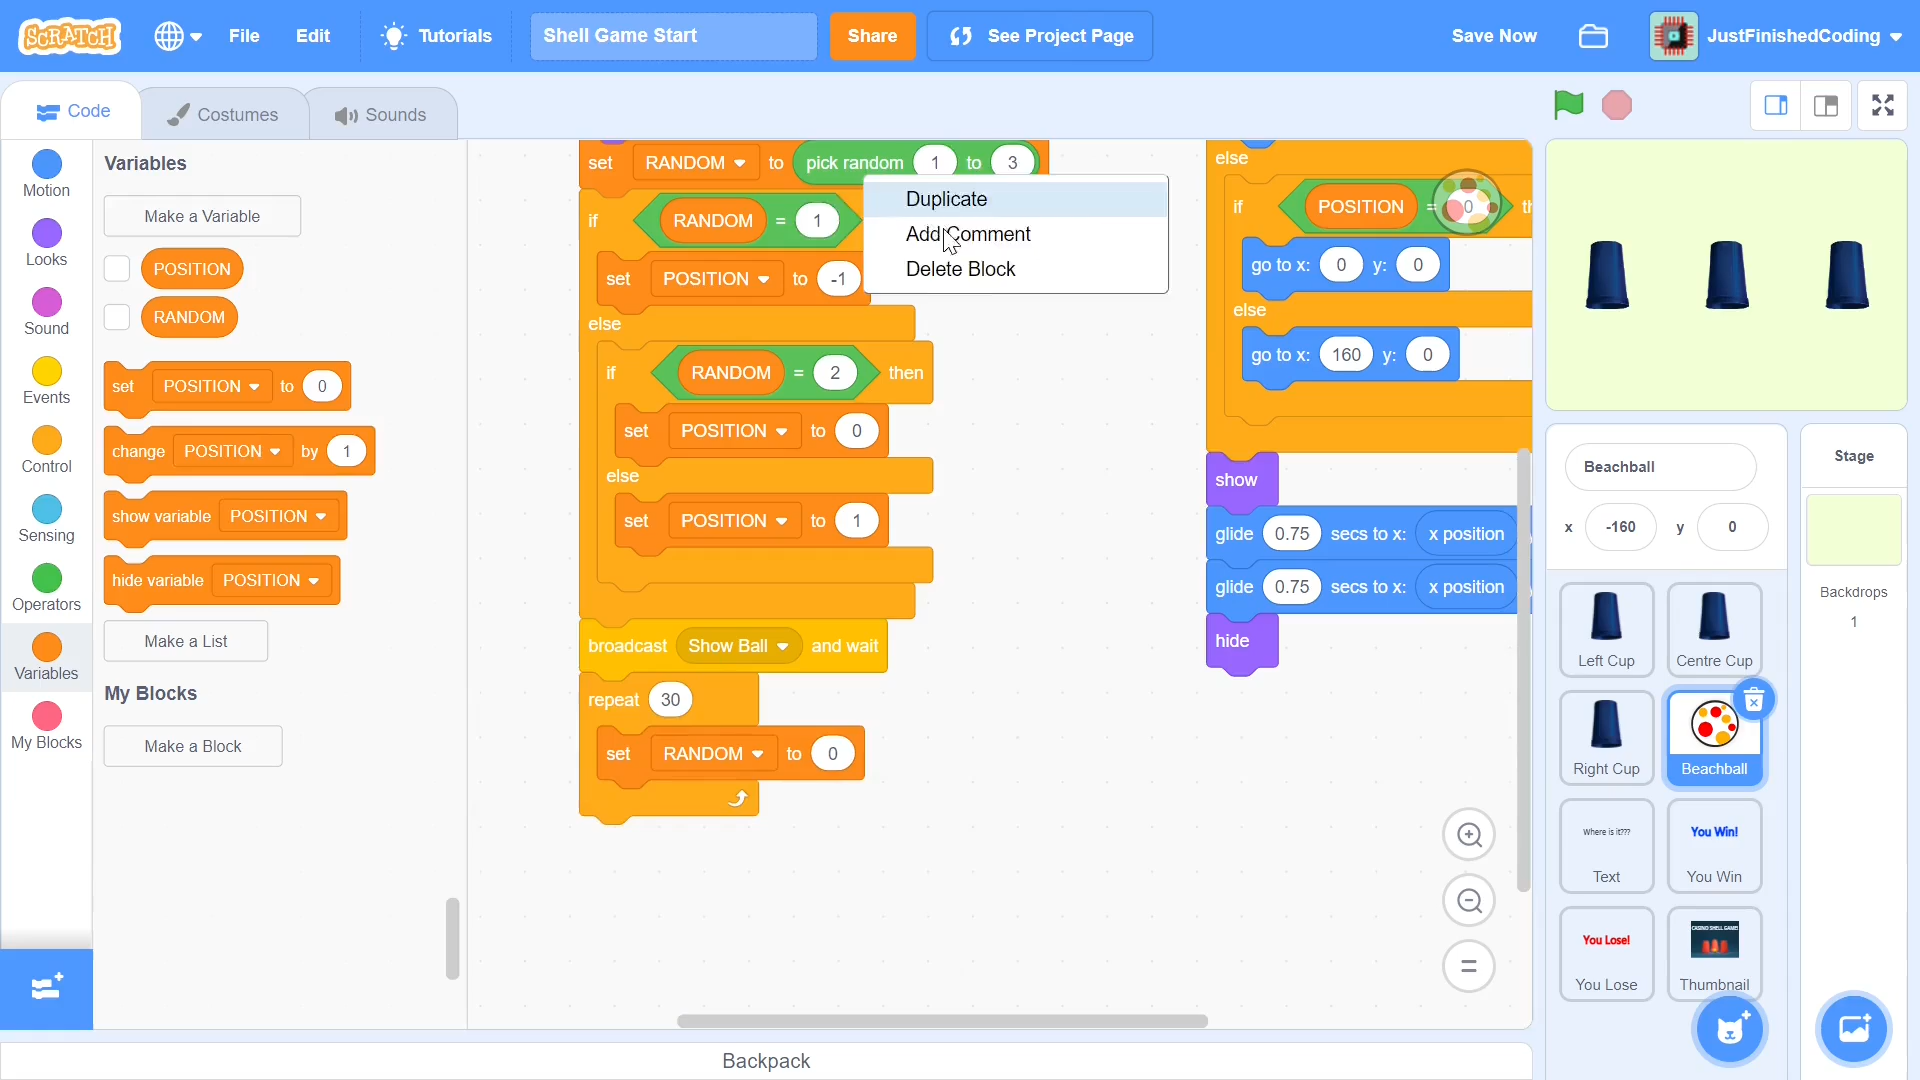 SCRATCH File Edit Tutorials Shell Game Start Share See Project Page Save Now JustFinishedCoding
Code Costumes Sounds
Motion
Looks
Sound
Events
Control
Sensing
Operators
Variables
My Blocks
Variables
Make a Variable
POSITION
RANDOM
set POSITION to 0
change POSITION by 1
show variable POSITION
hide variable POSITION
Make a List
My Blocks
Make a Block
set RANDOM to pick random 1 to 3
if RANDOM = 1
set POSITION to -1
else
if RANDOM = 2 then
set POSITION to 0
else
set POSITION to 1
broadcast Show Ball and wait
repeat 30
set RANDOM to 0
Duplicate
Add Comment
Delete Block
else
if POSITION = 0 th
go to x: 0 y: 0
else
go to x: 160 y: 0
show
glide 0.75 secs to x: x position
glide 0.75 secs to x: x position
hide
Beachball
x -160 y 0
Left Cup
Centre Cup
Right Cup
Beachball
Where is it???
Text
You Win!
You Win
You Lose!
You Lose
CASINO SHELL GAME
Thumbnail
Stage
Backdrops
1
Backpack